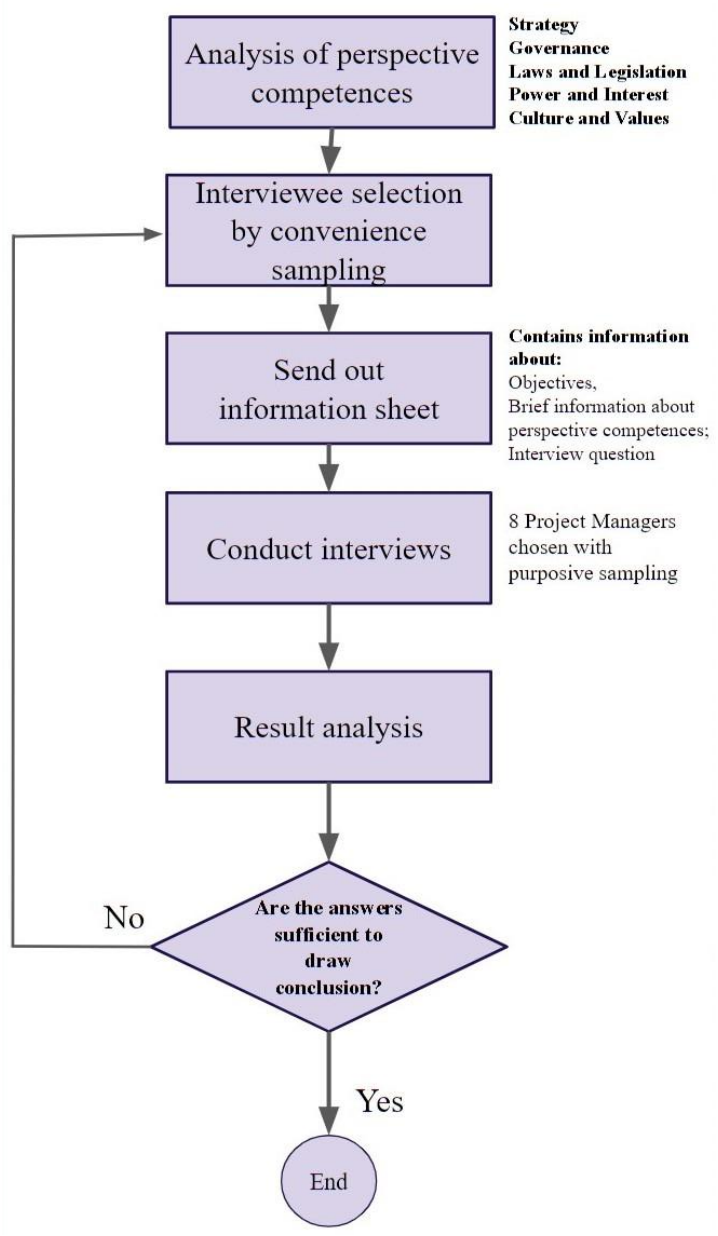 Analysis of perspective
competences
Strategy
Governance
Laws and Legislation
Power and Interest
Culture and Values
Interviewee selection
by convenience
sampling
Send out
information sheet
Contains information
about:
Objectives,
Brief information about
perspective competences;
Interview question
Conduct interviews
8 Project Managers
chosen with
purposive sampling
Result analysis
No
Are the answers
sufficient to
draw
conclusion?
Yes
End